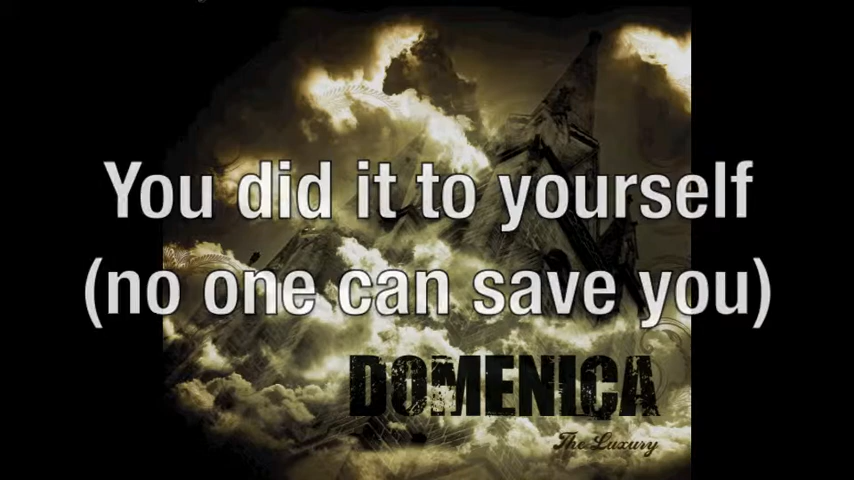 You did it to yourself
(no one can save you)
DOMENICA
The Luxury